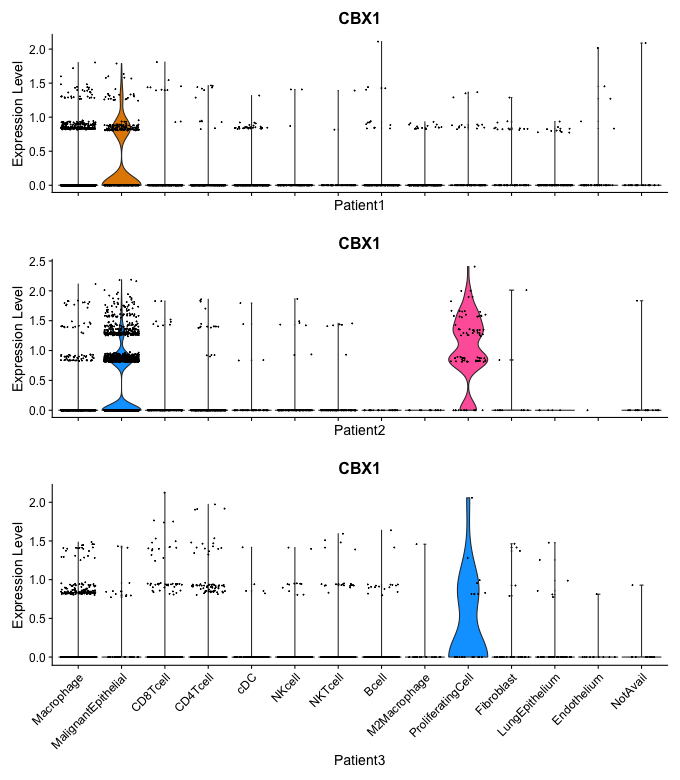 CBX1
Expression Level
2.0
1.5
1.0
0.5
0.0
Patient1
CBX1
Expression Level
2.5
2.0
1.5
1.0
0.5
0.0
Patient2
CBX1
Expression Level
2.0
1.5
1.0
0.5
0.0
Macrophage
MalignantEpithelial
CD8Tcell
CD4Tcell
cDC
NKcell
NKTcell
Bcell
M2Macrophage
ProliferatingCell
Fibroblast
LungEpithelium
Endothelium
NotAvail
Patient3